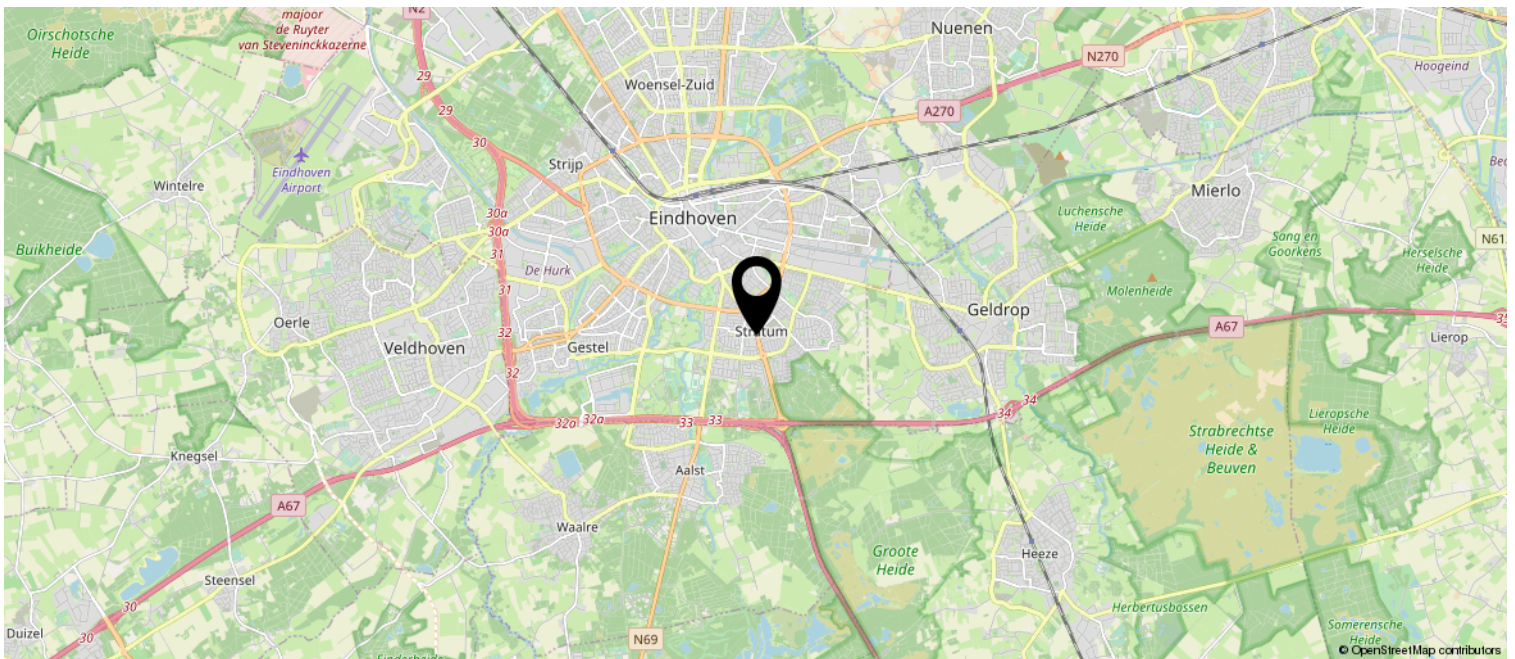 Oirschotsche
Heide
majoor
de Ruyter
van Steveninckkazerne
N2
Nuenen
N270
Hoogeind
29
Woensel-Zuid
29
A270
30
Strijp
Eindhoven
Airport
Wintelre
Mierlo
Luchensche
Heide
30a
30a
Eindhoven
N61
Buikheide
31
De Hurk
Sang en
Goorkens
Herselsche
Heide
31
Molenheide
Oerle
32
Geldrop
A67
35
Stratum
Lierop
Veldhoven
Gestel
32
34
34
32a
32a
33
33
Lieropsche
Heide
Strabrechtse
Heide &
Beuven
Knegsel
Aalst
A67
Waalre
Groote
Heide
Heeze
Steensel
30
Herbertusbossen
Duizel
30
N69
Somerensche
Heide
© OpenStreetMap contributors